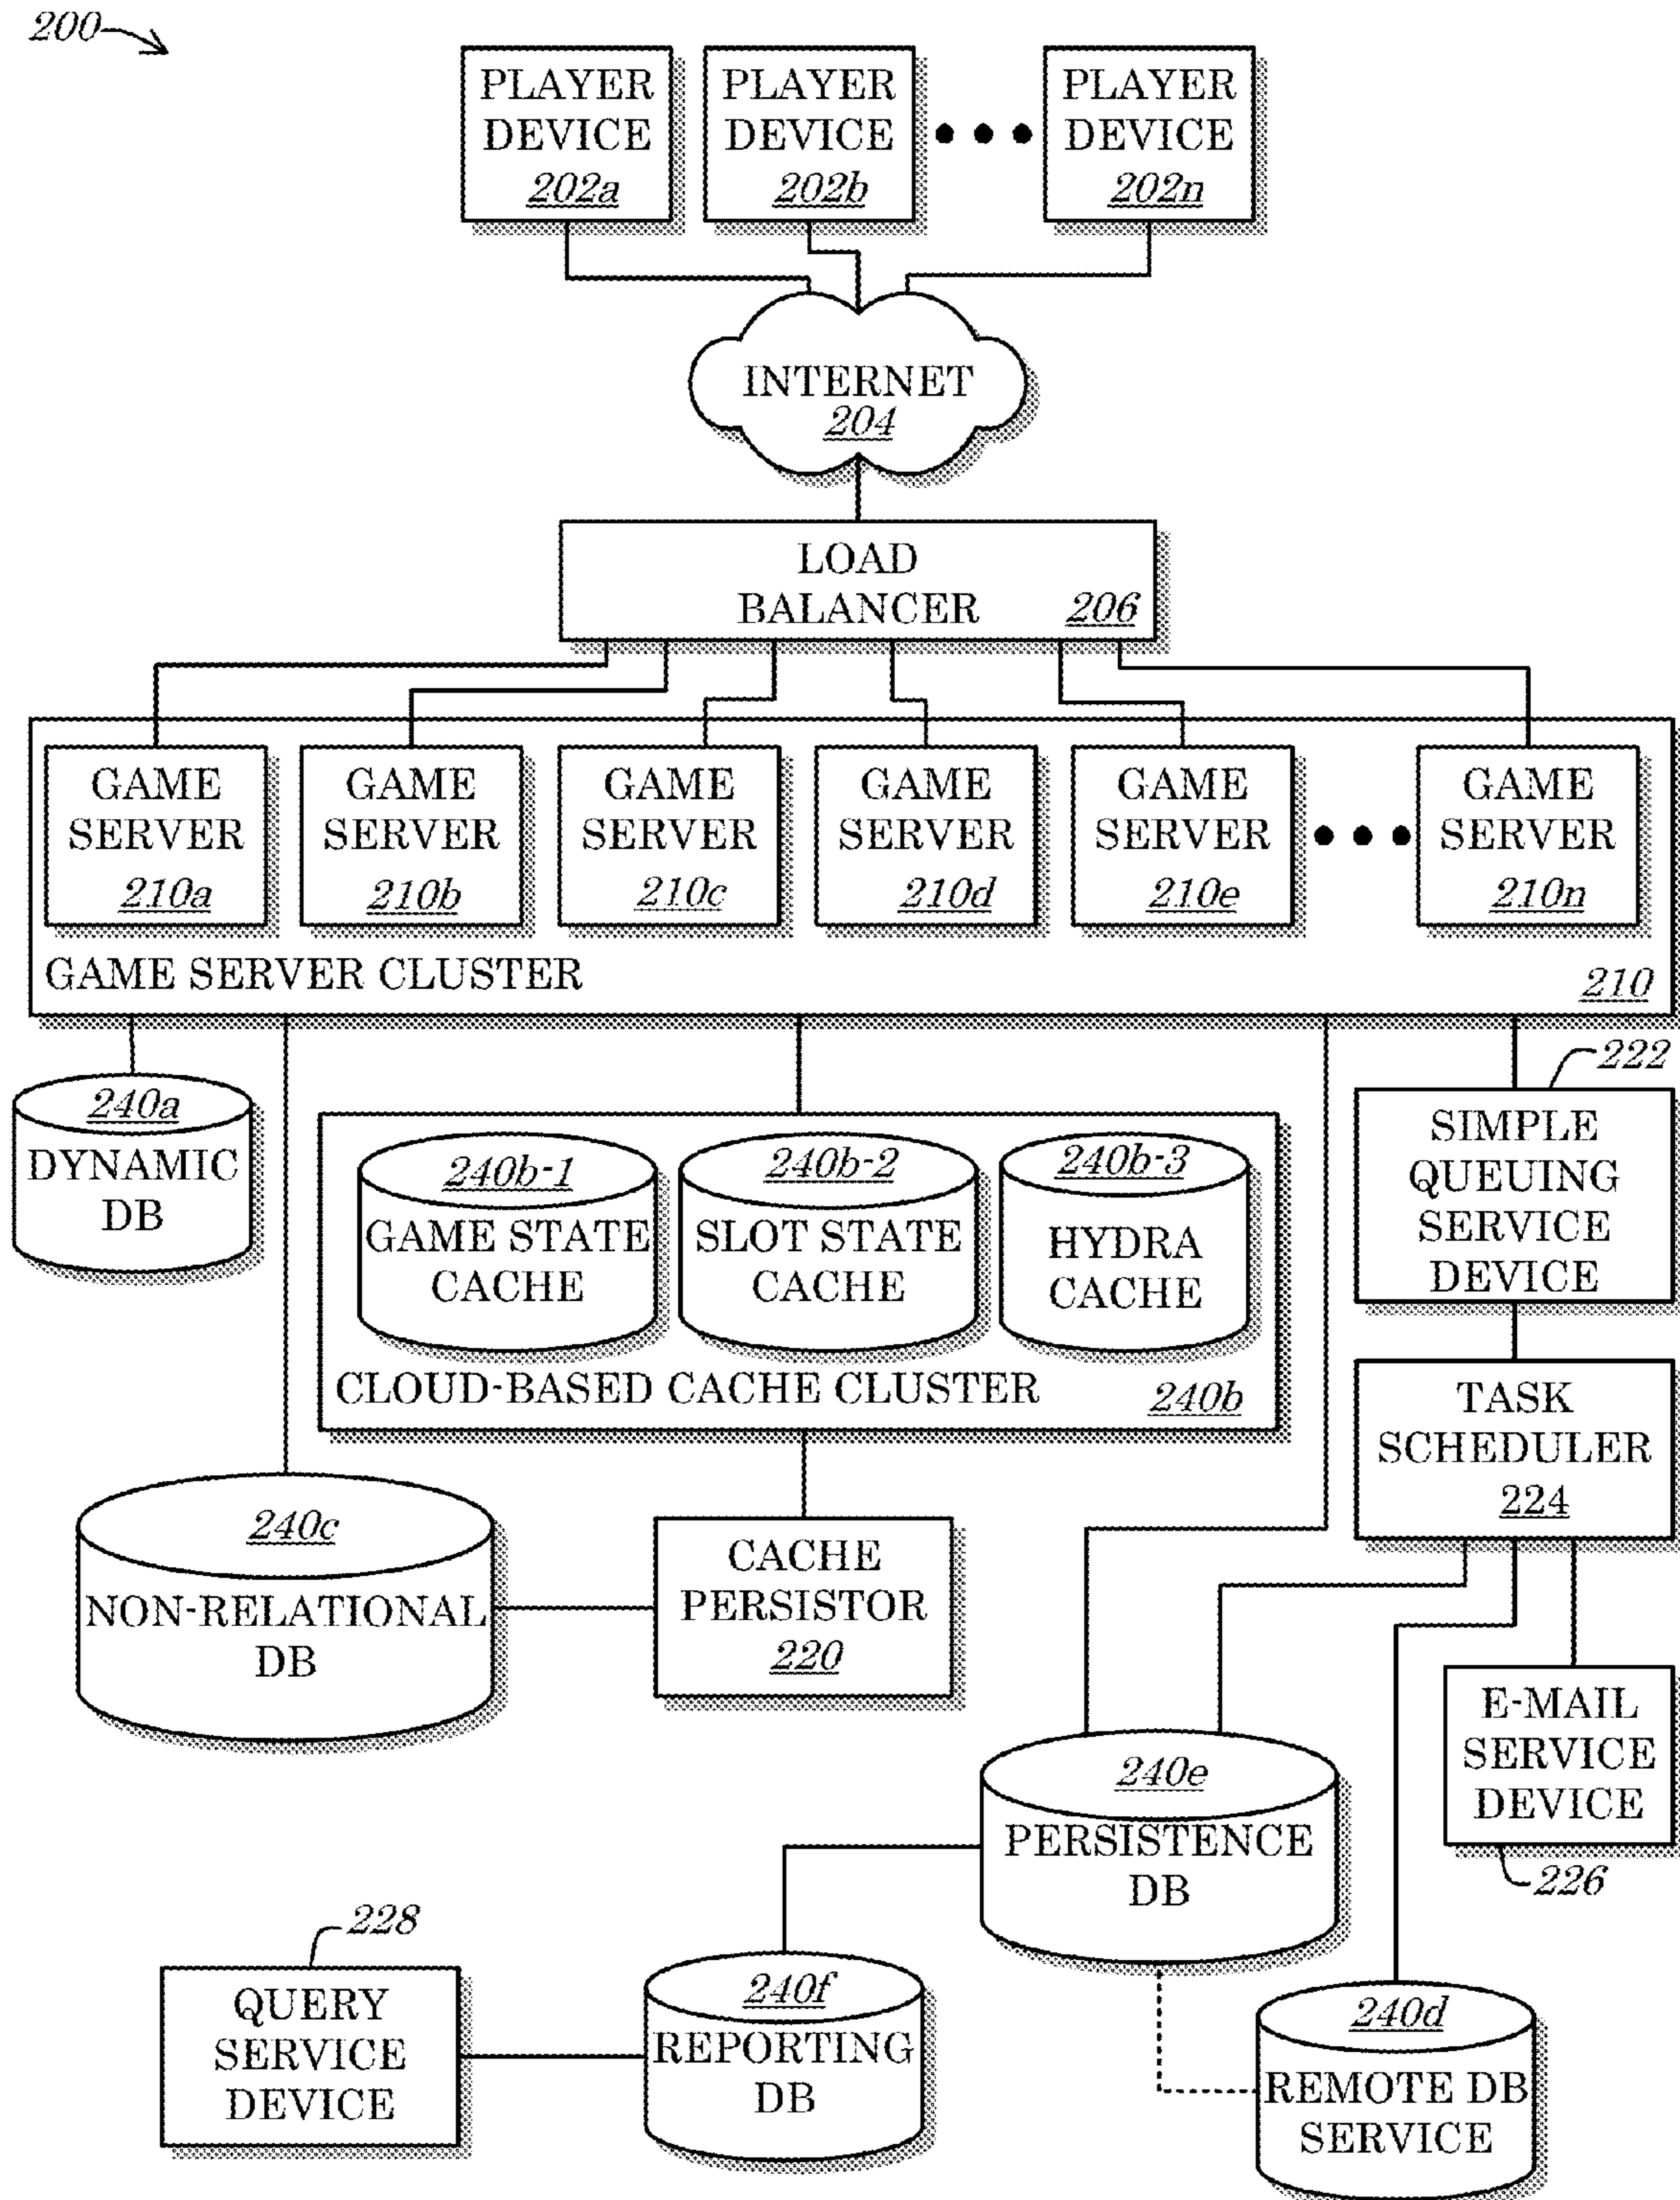 200
PLAYER
DEVICE
202a
PLAYER
DEVICE
202b
PLAYER
DEVICE
202n
INTERNET
204
LOAD
BALANCER
206
GAME
SERVER
210a
GAME
SERVER
210b
GAME
SERVER
210c
GAME
SERVER
210d
GAME
SERVER
210e
GAME
SERVER
210n
GAME SERVER CLUSTER
210
240a
DYNAMIC
DB
240b-1
GAME STATE
CACHE
240b-2
SLOT STATE
CACHE
240b-3
HYDRA
CACHE
CLOUD-BASED CACHE CLUSTER
240b
222
SIMPLE
QUEUING
SERVICE
DEVICE
TASK
SCHEDULER
224
240c
NON-RELATIONAL
DB
CACHE
PERSISTOR
220
E-MAIL
SERVICE
DEVICE
226
240e
PERSISTENCE
DB
228
QUERY
SERVICE
DEVICE
240f
REPORTING
DB
240d
REMOTE DB
SERVICE